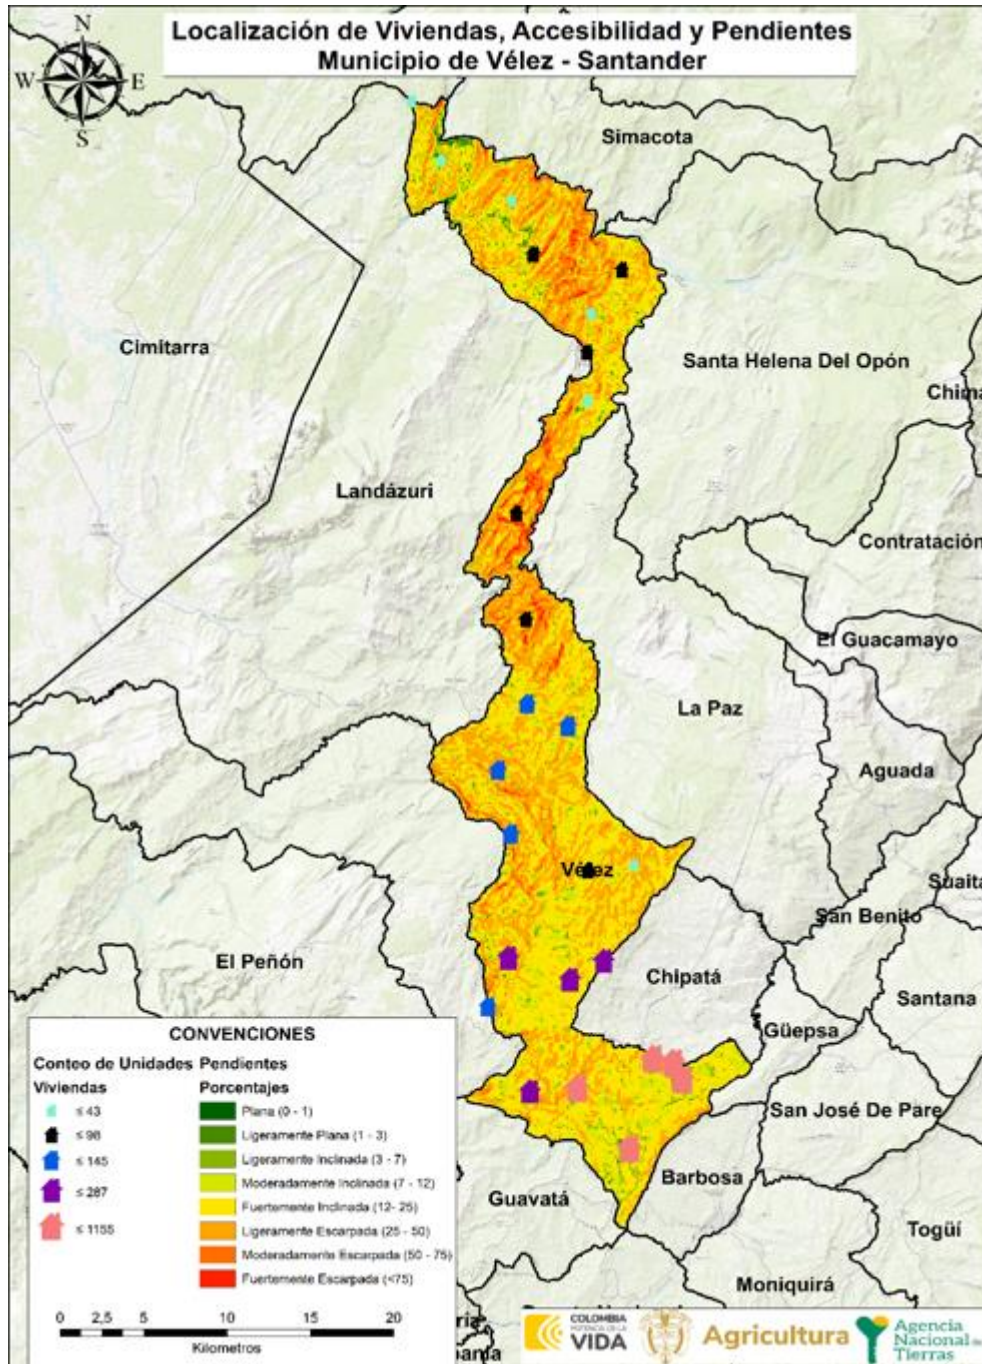 Localización de Viviendas, Accesibilidad y Pendientes
Municipio de Vélez - Santander
N
W
E
S
Simacota
Cimitarra
Santa Helena Del Opón
Chima
Landázuri
Contratación
El Guacamayo
La Paz
Aguada
Vélez
Suaita
San Benito
El Peñón
Chipatá
Santana
Güepsa
San José De Pare
Barbosa
Guavatá
Togüí
Moniquirá
CONVENCIONES
Conteo de Unidades
Viviendas
≤ 43
≤ 98
≤ 145
≤ 287
≤ 1155
Pendientes
Porcentajes
Plana (0 - 1)
Ligeramente Plana (1 - 3)
Ligeramente Inclinada (3 - 7)
Moderadamente Inclinada (7 - 12)
Fuertemente Inclinada (12- 25)
Ligeramente Escarpada (25 - 50)
Moderadamente Escarpada (50 - 75)
Fuertemente Escarpada (<75)
0 2,5 5 10 15 20
Kilometros
COLOMBIA
POTENCIA DE LA
VIDA
Agricultura
Agencia
Nacional de
Tierras